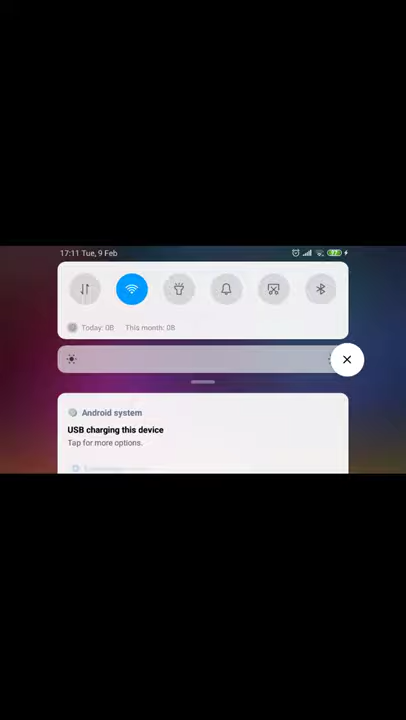 17:11 Tue, 9 Feb
Today: 0B This month: 0B
Android system
USB charging this device
Tap for more options.